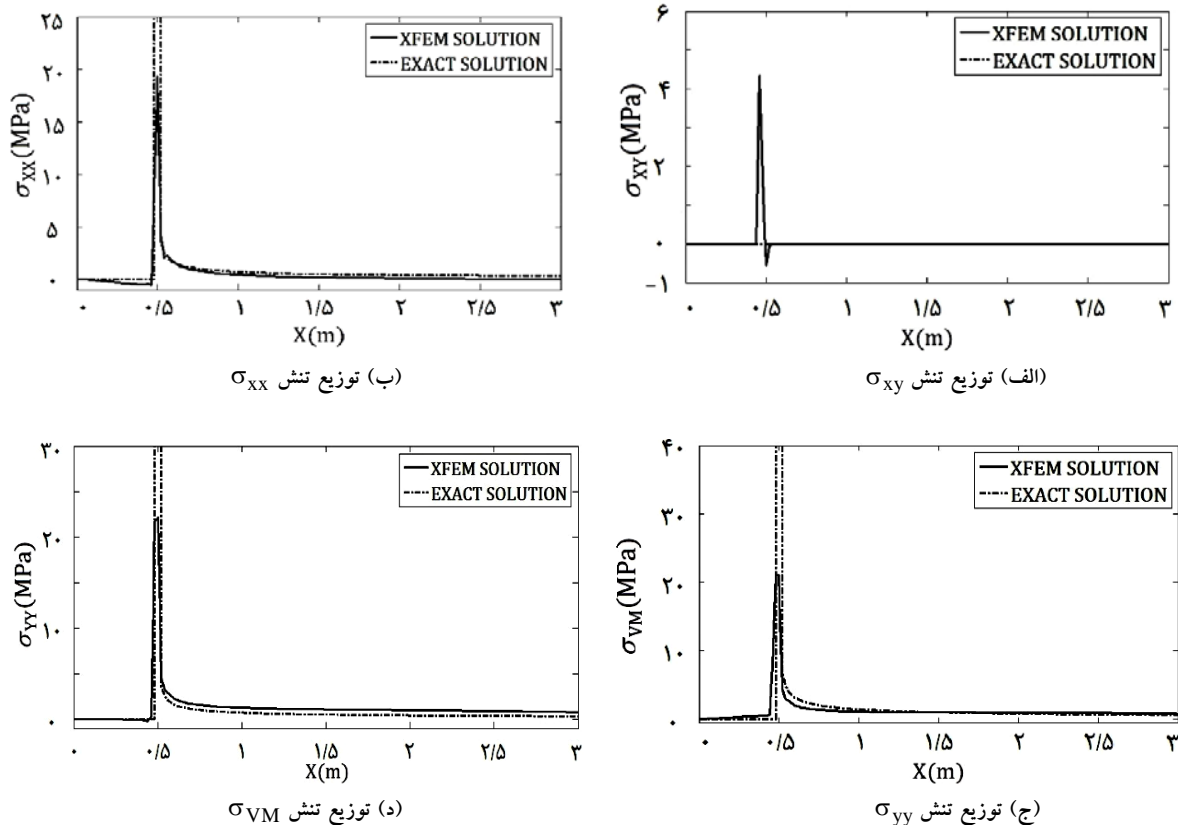 ۲۵
۲۰
۱۵
۱۰
۵
۰
σXX(MPa)
XFEM SOLUTION
EXACT SOLUTION
۰ ۰/۵ ۱ ۱/۵ ۲ ۲/۵ ۳
X(m)
(ب) توزیع تنش σxx
۶
۴
۲
۰
−۱
σXY(MPa)
XFEM SOLUTION
EXACT SOLUTION
۰ ۰/۵ ۱ ۱/۵ ۲ ۲/۵ ۳
X(m)
(الف) توزیع تنش σxy
۳۰
۲۰
۱۰
۰
σYY(MPa)
XFEM SOLUTION
EXACT SOLUTION
۰ ۰/۵ ۱ ۱/۵ ۲ ۲/۵ ۳
X(m)
(د) توزیع تنش σVM
۴۰
۳۰
۲۰
۱۰
۰
σVM(MPa)
XFEM SOLUTION
EXACT SOLUTION
۰ ۰/۵ ۱ ۱/۵ ۲ ۲/۵ ۳
X(m)
(ج) توزیع تنش σyy